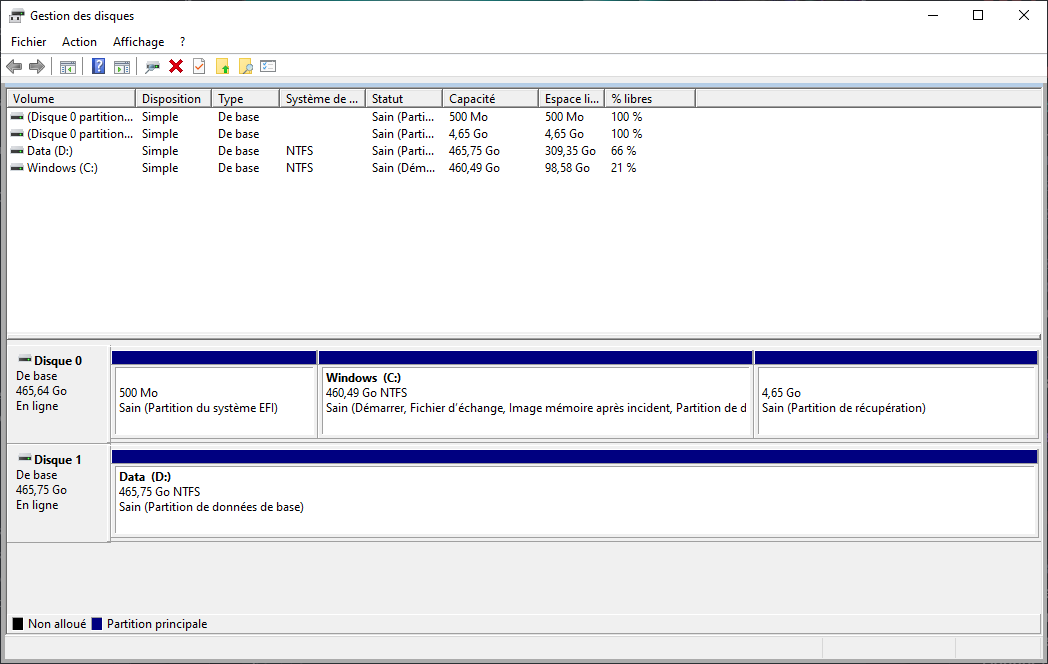 Gestion des disques
Fichier Action Affichage ?
Volume Disposition Type Système de ... Statut Capacité Espace li... % libres
(Disque 0 partition... Simple De base Sain (Parti... 500 Mo 500 Mo 100 %
(Disque 0 partition... Simple De base Sain (Parti... 4,65 Go 4,65 Go 100 %
Data (D:) Simple De base NTFS Sain (Parti... 465,75 Go 309,35 Go 66 %
Windows (C:) Simple De base NTFS Sain (Dém... 460,49 Go 98,58 Go 21 %
Disque 0
De base
465,64 Go
En ligne
500 Mo
Sain (Partition du système EFI)
Windows (C:)
460,49 Go NTFS
Sain (Démarrer, Fichier d'échange, Image mémoire après incident, Partition de d
4,65 Go
Sain (Partition de récupération)
Disque 1
De base
465,75 Go
En ligne
Data (D:)
465,75 Go NTFS
Sain (Partition de données de base)
Non alloué Partition principale